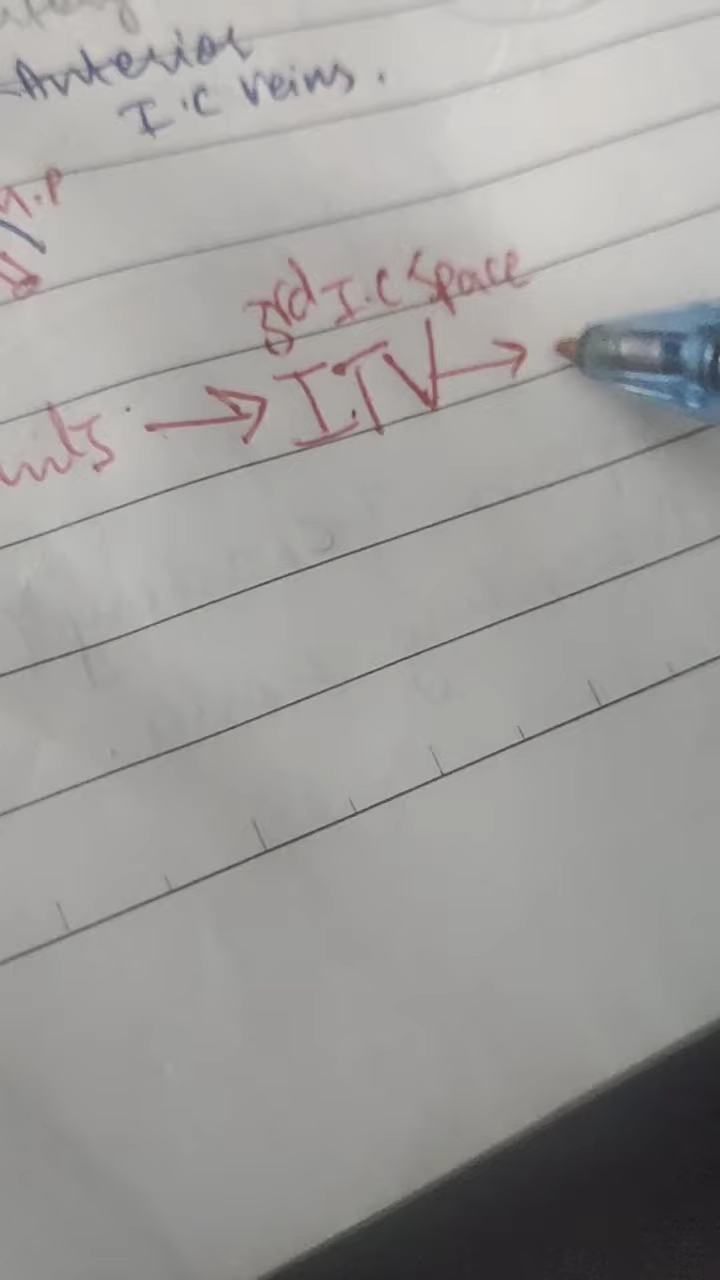 Anterior
I.C veins.
M.P
3rd I.C Space
→ ITV →